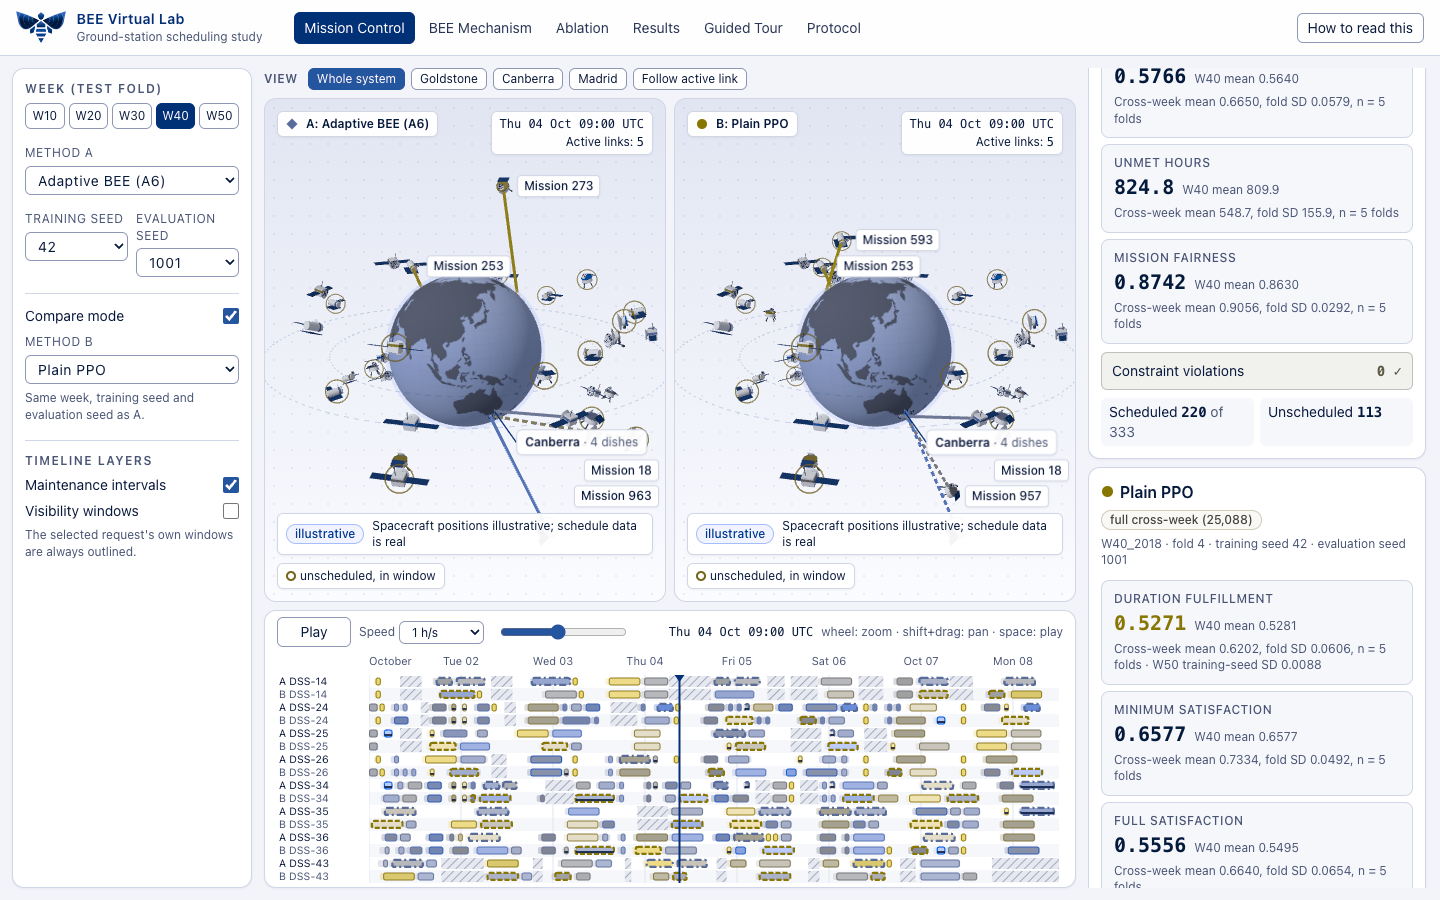 BEE Virtual Lab
Ground-station scheduling study
Mission Control
BEE Mechanism
Ablation
Results
Guided Tour
Protocol
How to read this
WEEK (TEST FOLD)
W10
W20
W30
W40
W50
METHOD A
Adaptive BEE (A6)
TRAINING SEED
42
EVALUATION
SEED
1001
Compare mode
METHOD B
Plain PPO
Same week, training seed and
evaluation seed as A.
TIMELINE LAYERS
Maintenance intervals
Visibility windows
The selected request's own windows
are always outlined.
VIEW
Whole system
Goldstone
Canberra
Madrid
Follow active link
A: Adaptive BEE (A6)
Thu 04 Oct 09:00 UTC
Active links: 5
Mission 273
Mission 253
Canberra · 4 dishes
Mission 18
Mission 963
illustrative
Spacecraft positions illustrative; schedule data
is real
unscheduled, in window
B: Plain PPO
Thu 04 Oct 09:00 UTC
Active links: 5
Mission 593
Mission 253
Canberra · 4 dishes
Mission 18
Mission 957
illustrative
Spacecraft positions illustrative; schedule data
is real
unscheduled, in window
Play
Speed
1 h/s
Thu 04 Oct 09:00 UTC
wheel: zoom · shift+drag: pan · space: play
October
Tue 02
Wed 03
Thu 04
Fri 05
Sat 06
Oct 07
Mon 08
A DSS-14
B DSS-14
A DSS-24
B DSS-24
A DSS-25
B DSS-25
A DSS-26
B DSS-26
A DSS-34
B DSS-34
A DSS-35
B DSS-35
A DSS-36
B DSS-36
A DSS-43
B DSS-43
0.5766 W40 mean 0.5640
Cross-week mean 0.6650, fold SD 0.0579, n = 5
folds
UNMET HOURS
824.8 W40 mean 809.9
Cross-week mean 548.7, fold SD 155.9, n = 5 folds
MISSION FAIRNESS
0.8742 W40 mean 0.8630
Cross-week mean 0.9056, fold SD 0.0292, n = 5
folds
Constraint violations 0 ✓
Scheduled 220 of
333
Unscheduled 113
Plain PPO
full cross-week (25,088)
W40_2018 · fold 4 · training seed 42 · evaluation seed
1001
DURATION FULFILLMENT
0.5271 W40 mean 0.5281
Cross-week mean 0.6202, fold SD 0.0606, n = 5
folds · W50 training-seed SD 0.0088
MINIMUM SATISFACTION
0.6577 W40 mean 0.6577
Cross-week mean 0.7334, fold SD 0.0492, n = 5
folds
FULL SATISFACTION
0.5556 W40 mean 0.5495
Cross-week mean 0.6640, fold SD 0.0654, n = 5
folds